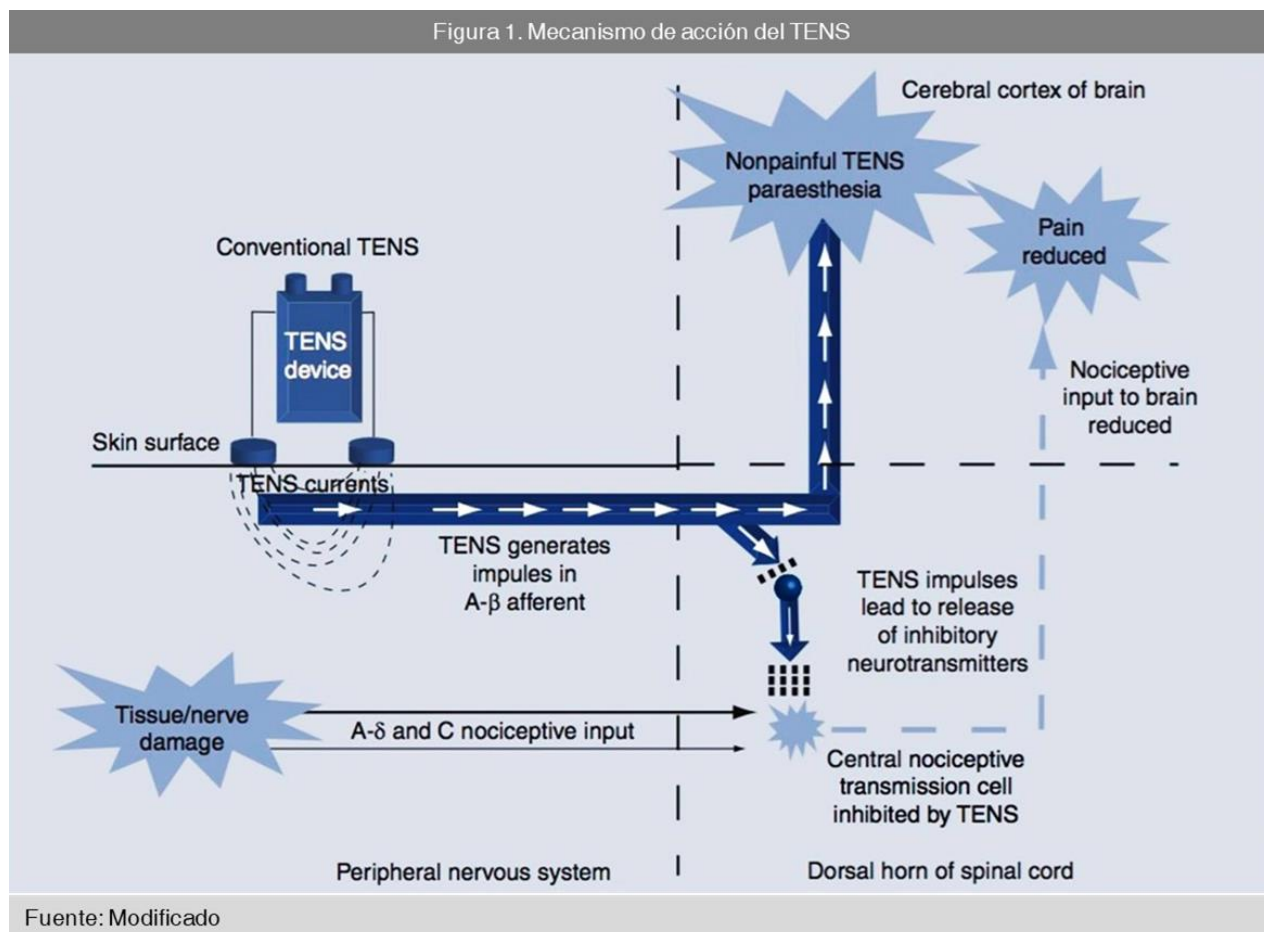 Figura 1. Mecanismo de acción del TENS
Cerebral cortex of brain
Nonpainful TENS
paraesthesia
Pain
reduced
Conventional TENS
TENS
device
Nociceptive
input to brain
reduced
Skin surface
TENS currents
TENS generates
impules in
A-β afferent
TENS impulses
lead to release
of inhibitory
neurotransmitters
Tissue/nerve
damage
A-δ and C nociceptive input
Central nociceptive
transmission cell
inhibited by TENS
Peripheral nervous system
Dorsal horn of spinal cord
Fuente: Modificado